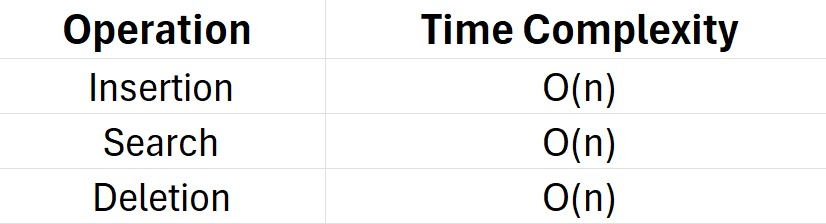 Operation Time Complexity
Insertion O(n)
Search O(n)
Deletion O(n)